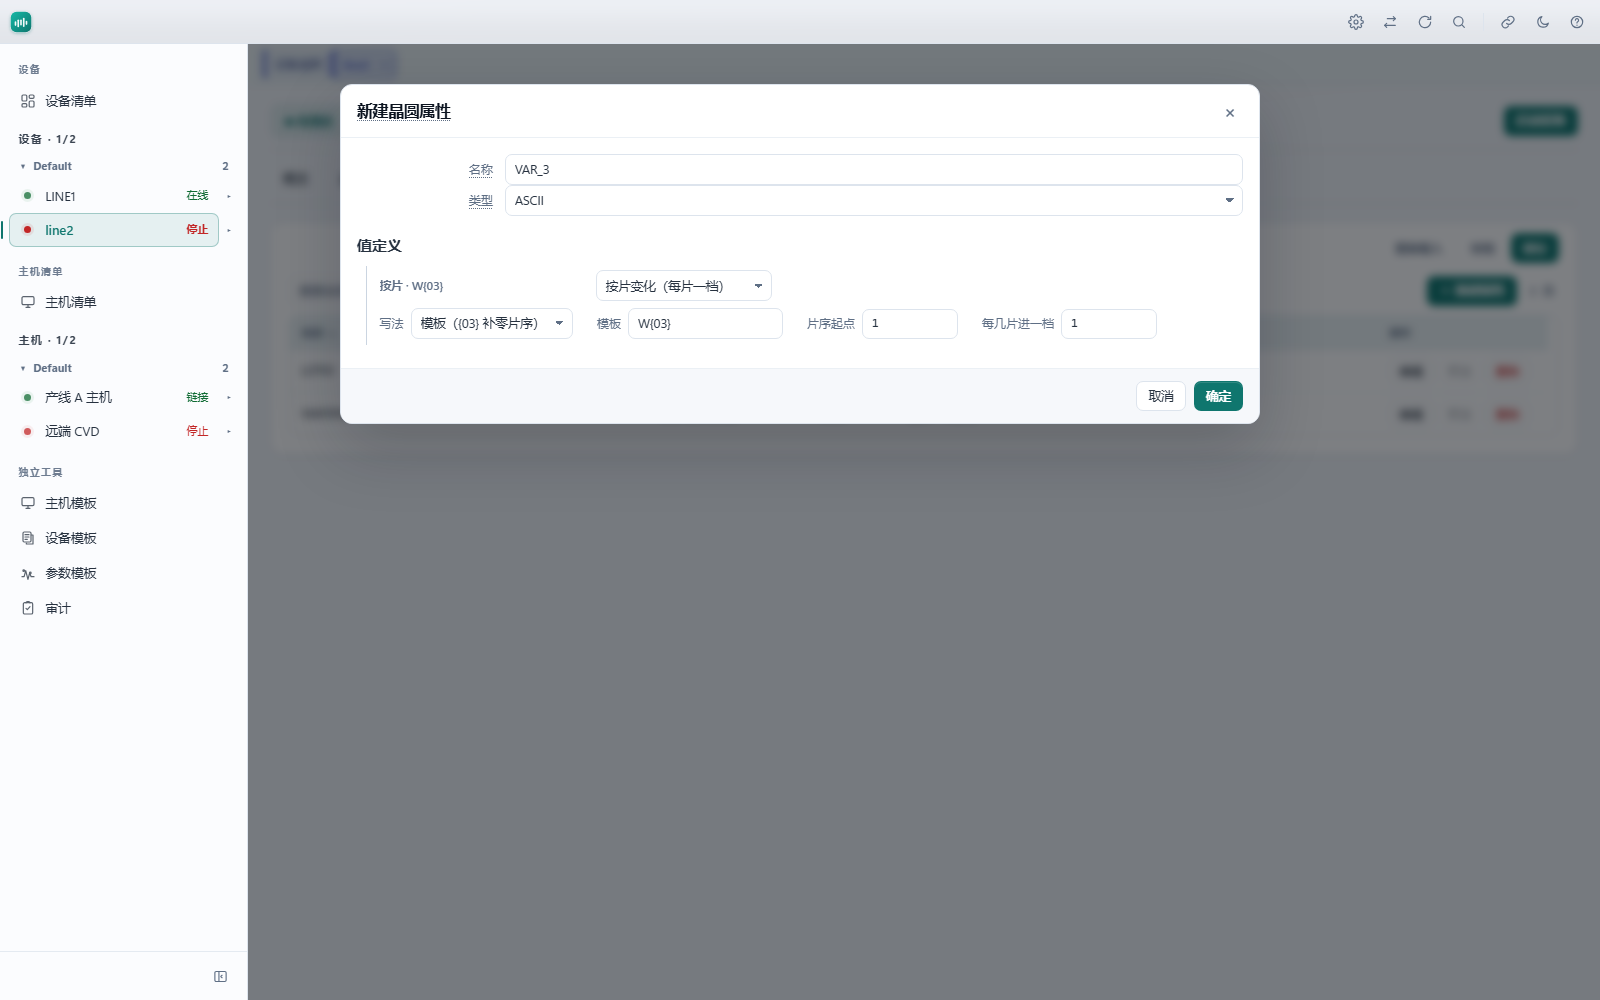 设备
设备清单
设备 · 1/2
Default 2
LINE1 在线
line2 停止
主机清单
主机清单
主机 · 1/2
Default 2
产线 A 主机 链接
远端 CVD 停止
独立工具
主机模板
设备模板
参数模板
审计
新建晶圆属性
名称 VAR_3
类型 ASCII
值定义
按片 · W{03} 按片变化（每片一档）
写法 模板（{03} 补零片序） 模板 W{03} 片序起点 1 每几片进一档 1
取消 确定